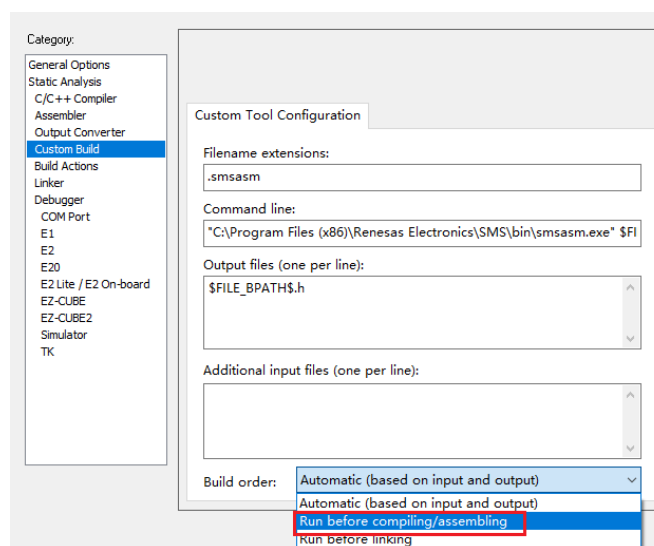 Category:
General Options
Static Analysis
C/C++ Compiler
Assembler
Output Converter
Custom Build
Build Actions
Linker
Debugger
COM Port
E1
E2
E20
E2 Lite / E2 On-board
EZ-CUBE
EZ-CUBE2
Simulator
TK
Custom Tool Configuration
Filename extensions:
.smsasm
Command line:
"C:\Program Files (x86)\Renesas Electronics\SMS\bin\smsasm.exe" $FI
Output files (one per line):
$FILE_BPATH$.h
Additional input files (one per line):
Build order:
Automatic (based on input and output)
Automatic (based on input and output)
Run before compiling/assembling
Run before linking